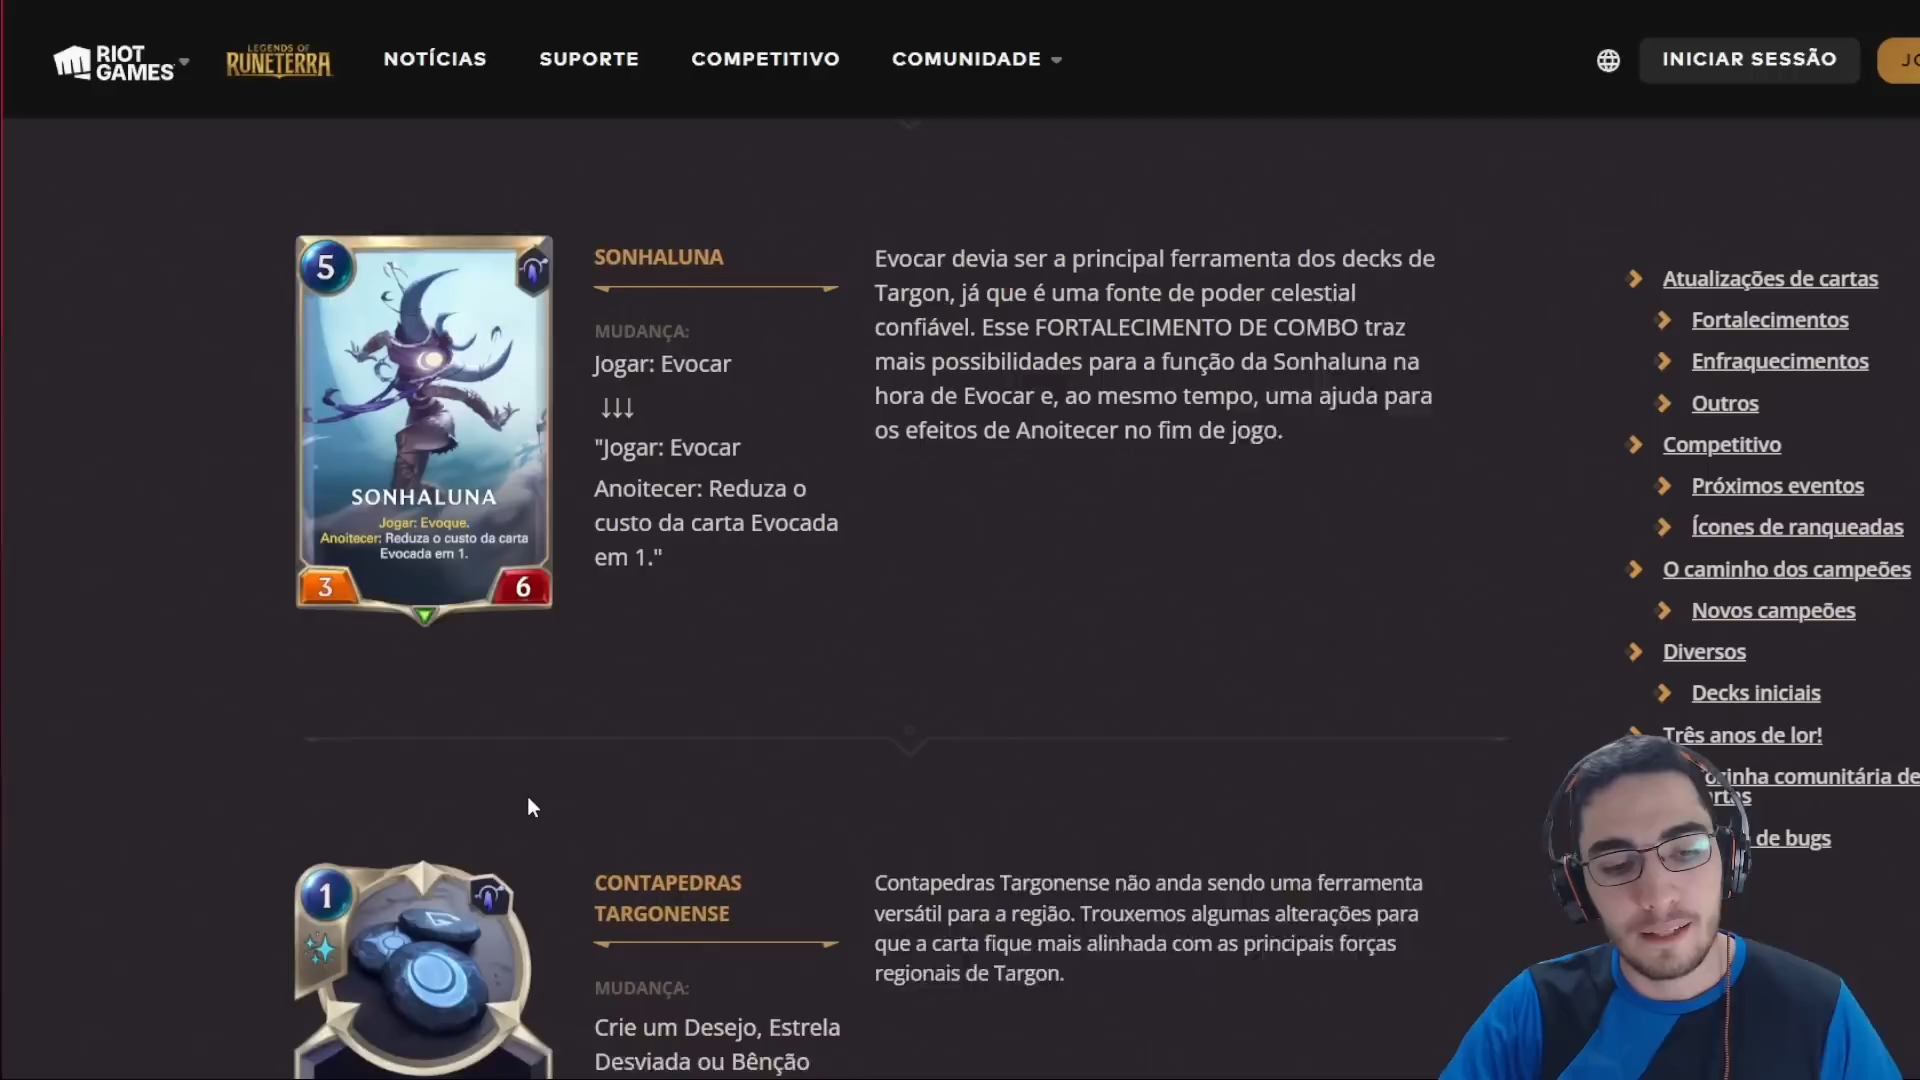 RIOT GAMES
LEGENDS OF RUNETERRA
NOTÍCIAS
SUPORTE
COMPETITIVO
COMUNIDADE
INICIAR SESSÃO
5
SONHALUNA
Jogar: Evoque.
Anoitecer: Reduza o custo da carta
Evocada em 1.
3
6
SONHALUNA
MUDANÇA:
Jogar: Evocar
↓↓↓
"Jogar: Evocar
Anoitecer: Reduza o
custo da carta Evocada
em 1."
Evocar devia ser a principal ferramenta dos decks de
Targon, já que é uma fonte de poder celestial
confiável. Esse FORTALECIMENTO DE COMBO traz
mais possibilidades para a função da Sonhaluna na
hora de Evocar e, ao mesmo tempo, uma ajuda para
os efeitos de Anoitecer no fim de jogo.
1
CONTAPEDRAS
TARGONENSE
MUDANÇA:
Crie um Desejo, Estrela
Desviada ou Bênção
Contapedras Targonense não anda sendo uma ferramenta
versátil para a região. Trouxemos algumas alterações para
que a carta fique mais alinhada com as principais forças
regionais de Targon.
Atualizações de cartas
Fortalecimentos
Enfraquecimentos
Outros
Competitivo
Próximos eventos
Ícones de ranqueadas
O caminho dos campeões
Novos campeões
Diversos
Decks iniciais
Três anos de lor!
comunitária de
de bugs